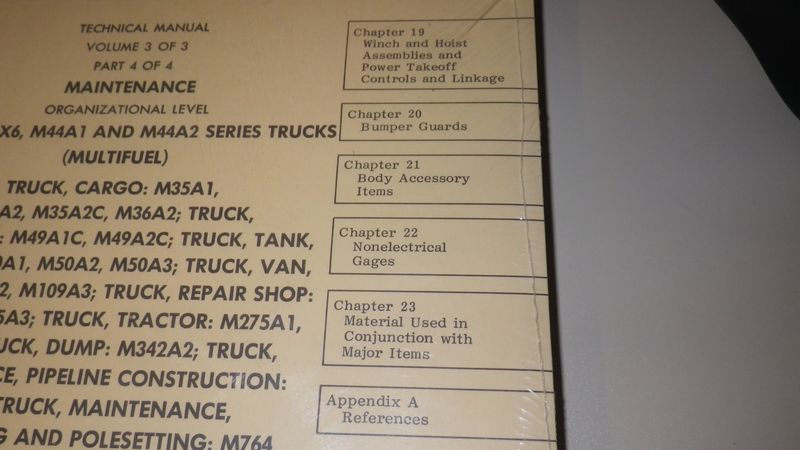 TECHNICAL MANUAL
VOLUME 3 OF 3
PART 4 OF 4
MAINTENANCE
ORGANIZATIONAL LEVEL
X6, M44A1 AND M44A2 SERIES TRUCKS
(MULTIFUEL)
TRUCK, CARGO: M35A1,
A2, M35A2C, M36A2; TRUCK,
: M49A1C, M49A2C; TRUCK, TANK,
0A1, M50A2, M50A3; TRUCK, VAN,
2, M109A3; TRUCK, REPAIR SHOP:
5A3; TRUCK, TRACTOR: M275A1,
UCK, DUMP: M342A2; TRUCK,
CE, PIPELINE CONSTRUCTION:
TRUCK, MAINTENANCE,
G AND POLESETTING: M764
Chapter 19
Winch and Hoist
Assemblies and
Power Takeoff
Controls and Linkage
Chapter 20
Bumper Guards
Chapter 21
Body Accessory
Items
Chapter 22
Nonelectrical
Gages
Chapter 23
Material Used in
Conjunction with
Major Items
Appendix A
References